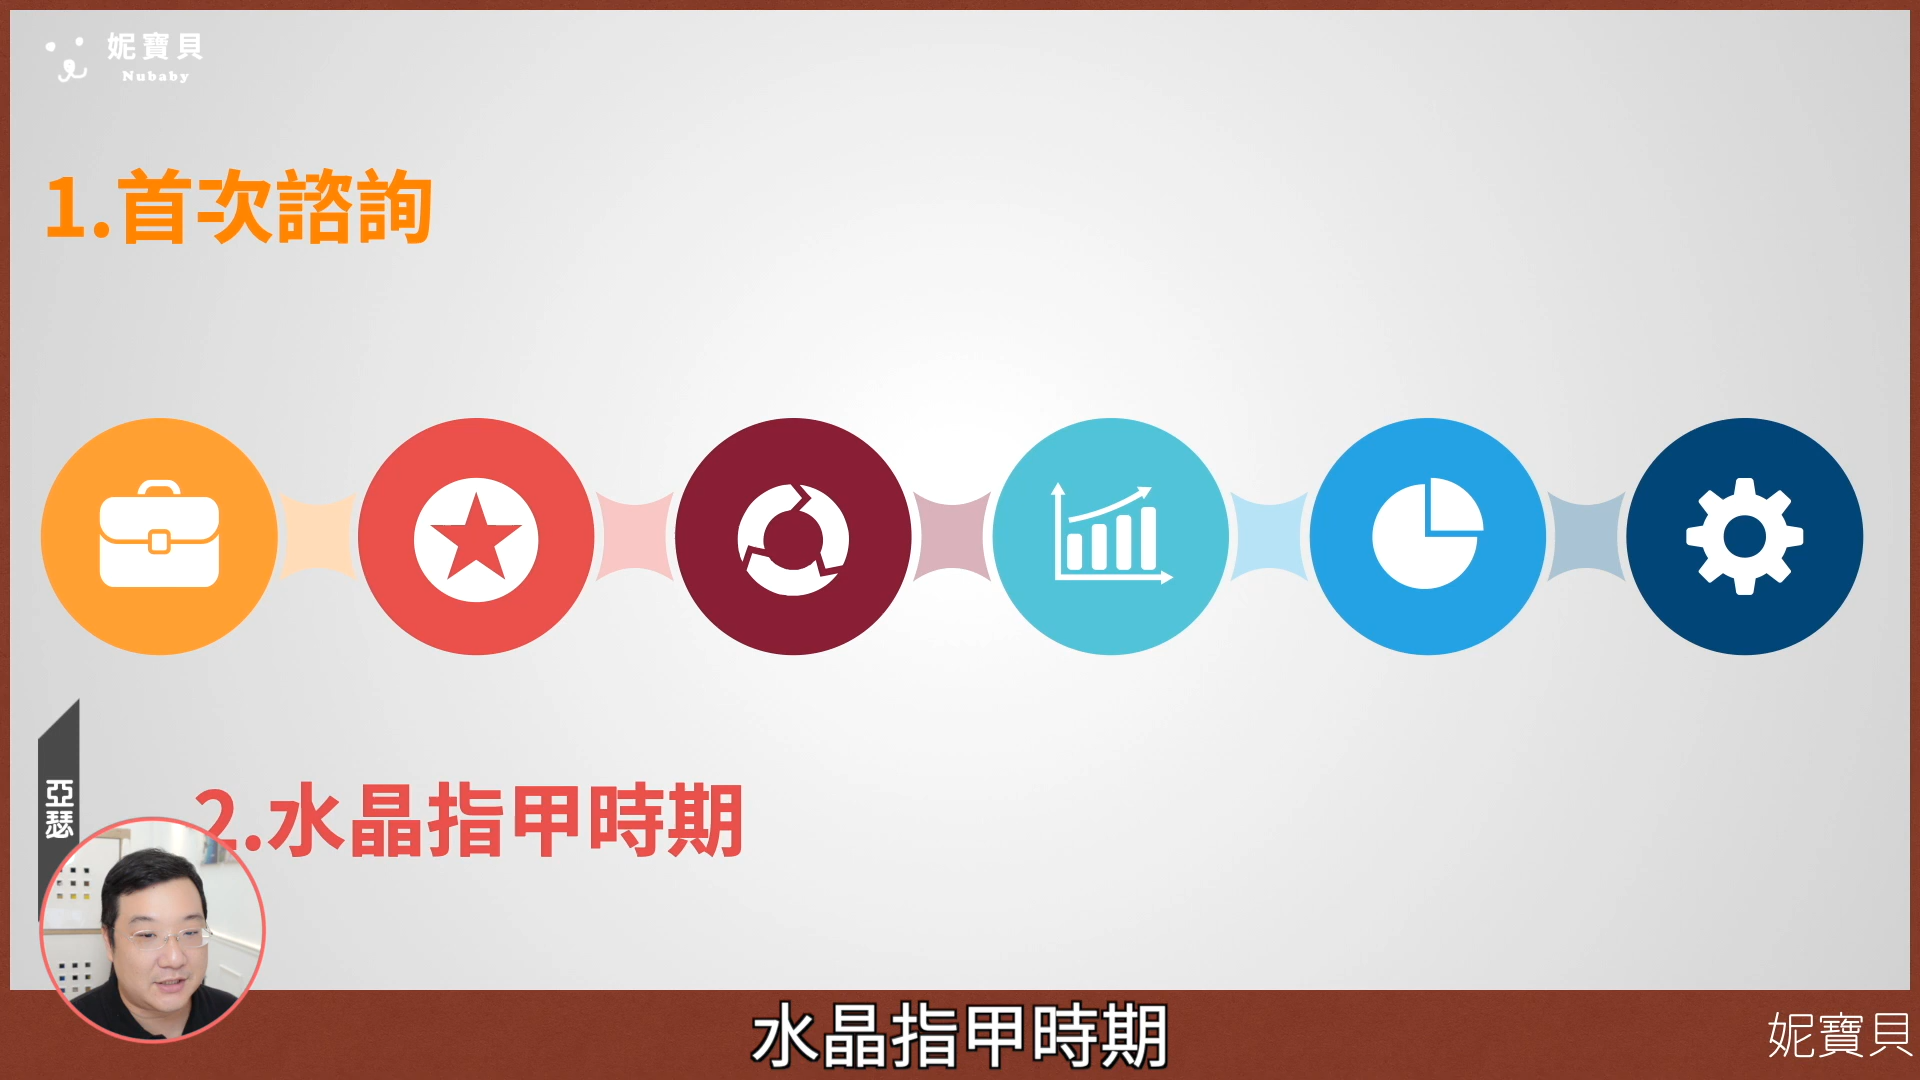 妮寶貝
Nubaby
1.首次諮詢
亞瑟
2.水晶指甲時期
水晶指甲時期
妮寶貝